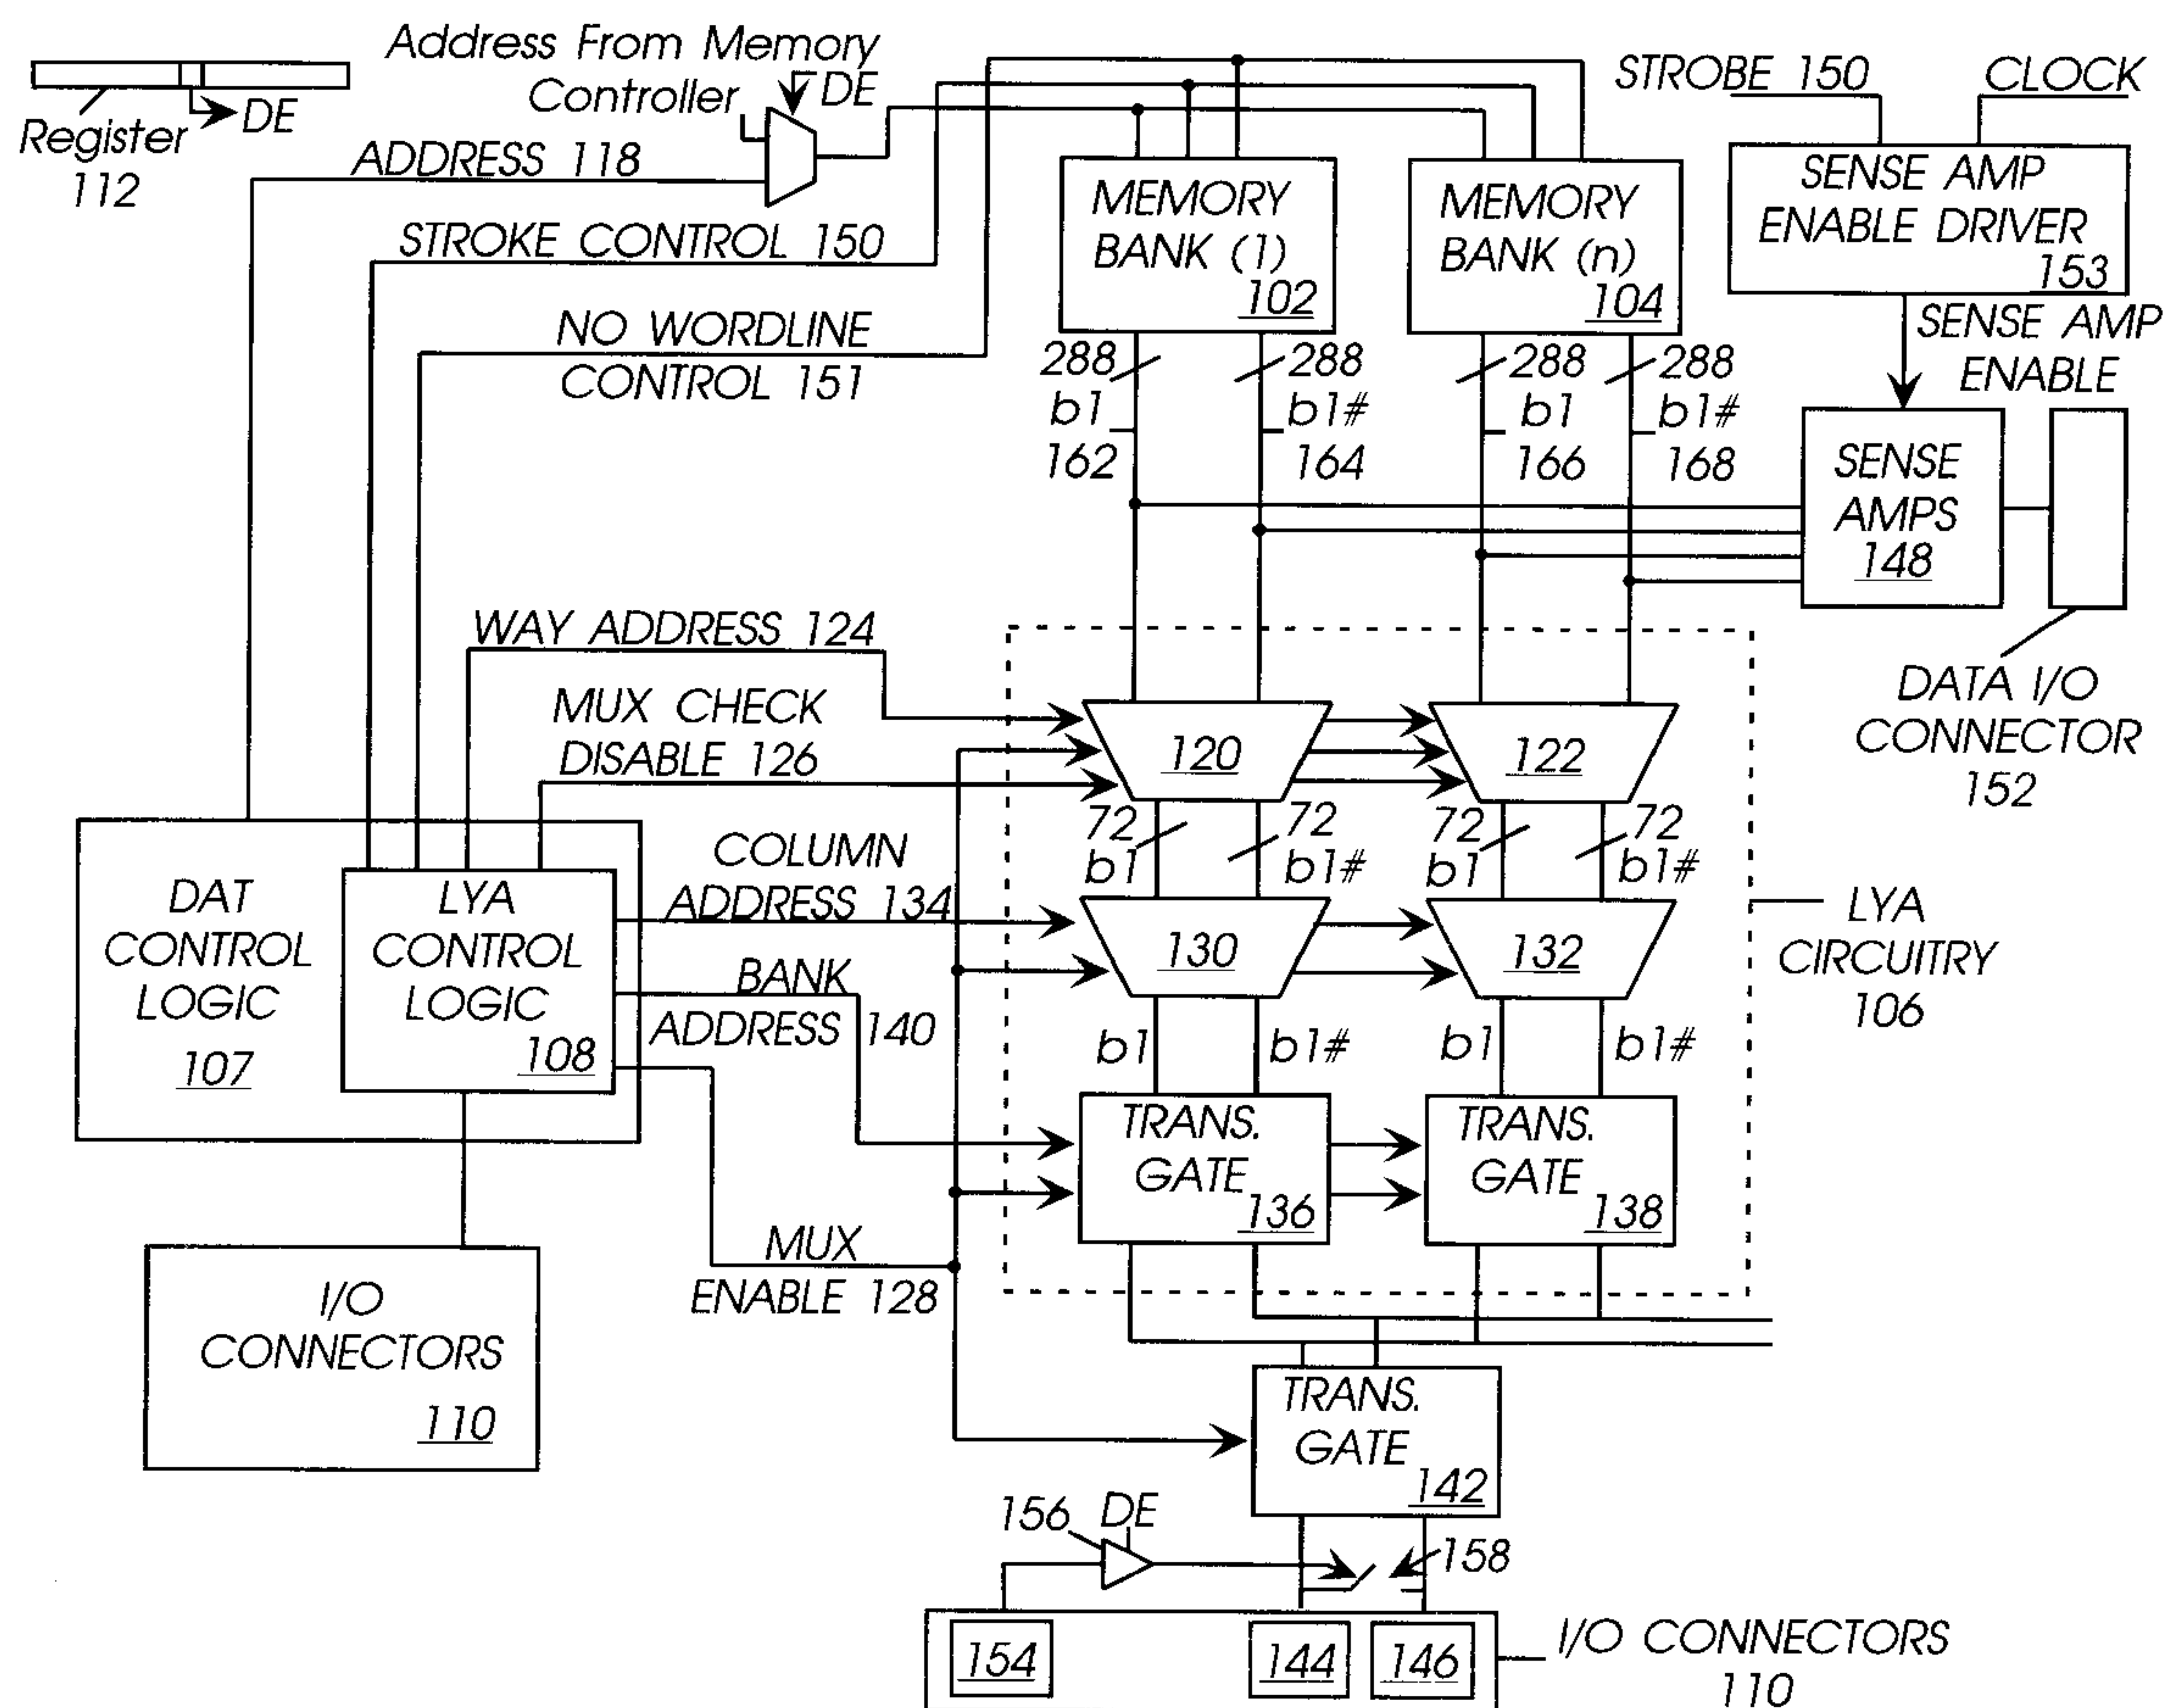 Address From Memory
Controller
DE
Register
112
DE
ADDRESS 118
STROKE CONTROL 150
NO WORDLINE
CONTROL 151
MEMORY
BANK (1)
102
MEMORY
BANK (n)
104
STROBE 150
CLOCK
SENSE AMP
ENABLE DRIVER
153
SENSE AMP
ENABLE
288
b1
162
288
b1#
164
288
b1
166
288
b1#
168
SENSE
AMPS
148
DATA I/O
CONNECTOR
152
WAY ADDRESS 124
MUX CHECK
DISABLE 126
120
122
72
b1
72
b1#
72
b1
72
b1#
COLUMN
ADDRESS 134
DAT
CONTROL
LOGIC
107
LYA
CONTROL
LOGIC
108
130
132
LYA
CIRCUITRY
106
BANK
ADDRESS 140
b1
b1#
b1
b1#
TRANS.
GATE
136
TRANS.
GATE
138
MUX
ENABLE 128
I/O
CONNECTORS
110
TRANS.
GATE
142
156
DE
158
154
144
146
I/O CONNECTORS
110